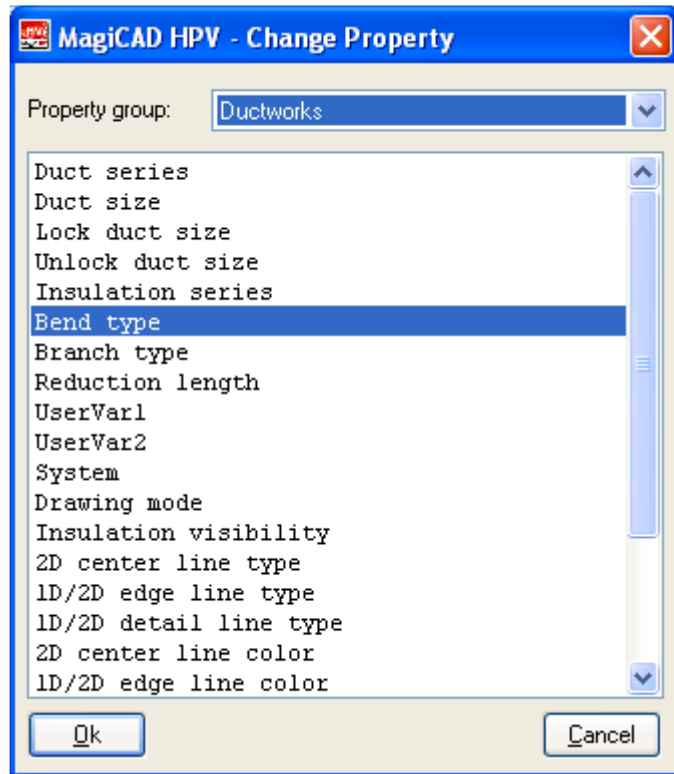 MagiCAD HPV - Change Property
Property group: Ductworks
Duct series
Duct size
Lock duct size
Unlock duct size
Insulation series
Bend type
Branch type
Reduction length
UserVar1
UserVar2
System
Drawing mode
Insulation visibility
2D center line type
1D/2D edge line type
1D/2D detail line type
2D center line color
1D/2D edge line color
Ok Cancel